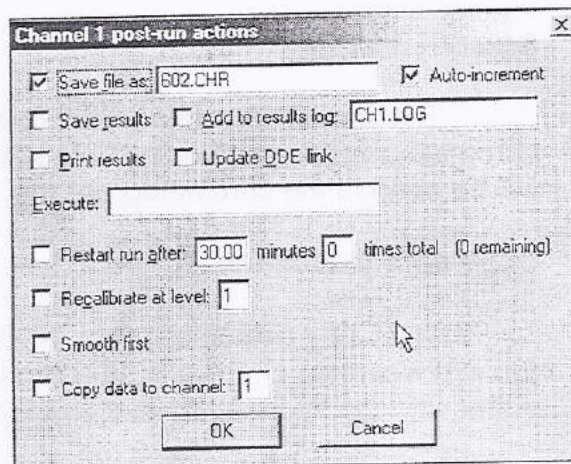 Channel 1 post-run actions
Save file as: 602.CHR Auto-increment
Save results Add to results log: CH1.LOG
Print results Update DDE link
Execute:
Restart run after: 30.00 minutes 0 times total (0 remaining)
Recalibrate at level: 1
Smooth first
Copy data to channel: 1
OK Cancel